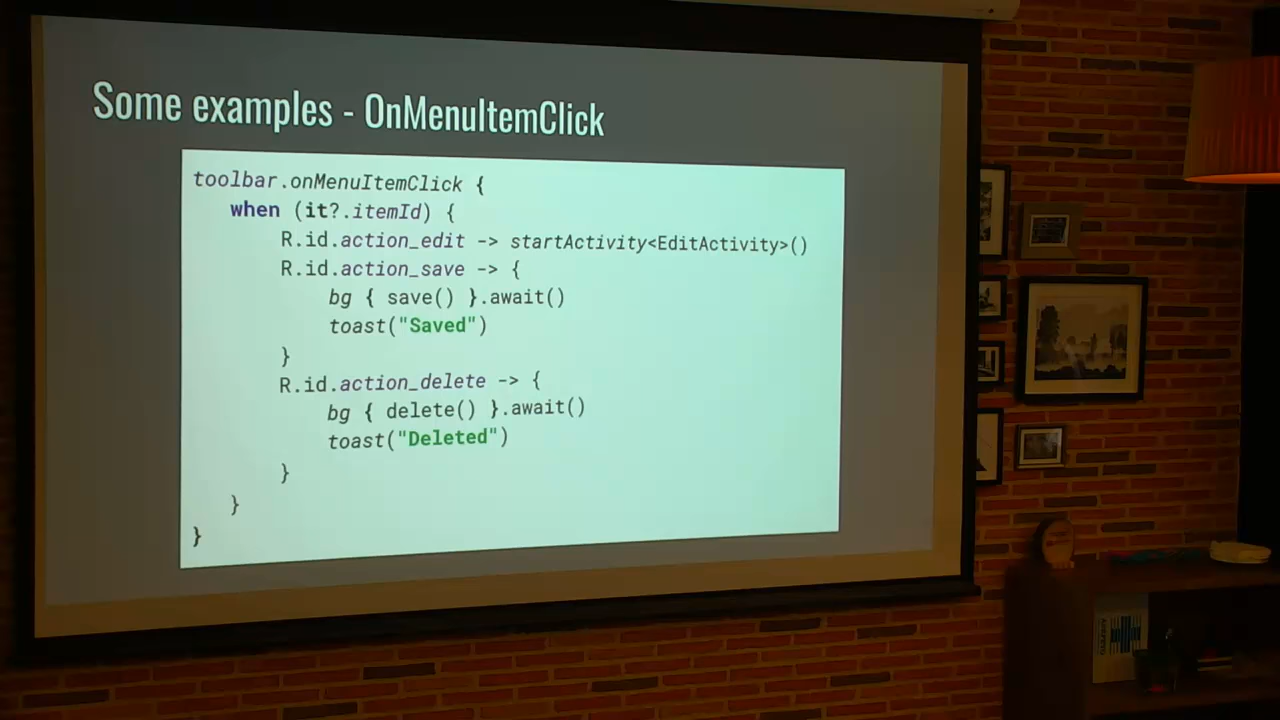 Some examples - OnMenuItemClick
toolbar.onMenuItemClick {
when (it?.itemId) {
R.id.action_edit -> startActivity<EditActivity>()
R.id.action_save -> {
bg { save() }.await()
toast("Saved")
}
R.id.action_delete -> {
bg { delete() }.await()
toast("Deleted")
}
}
}